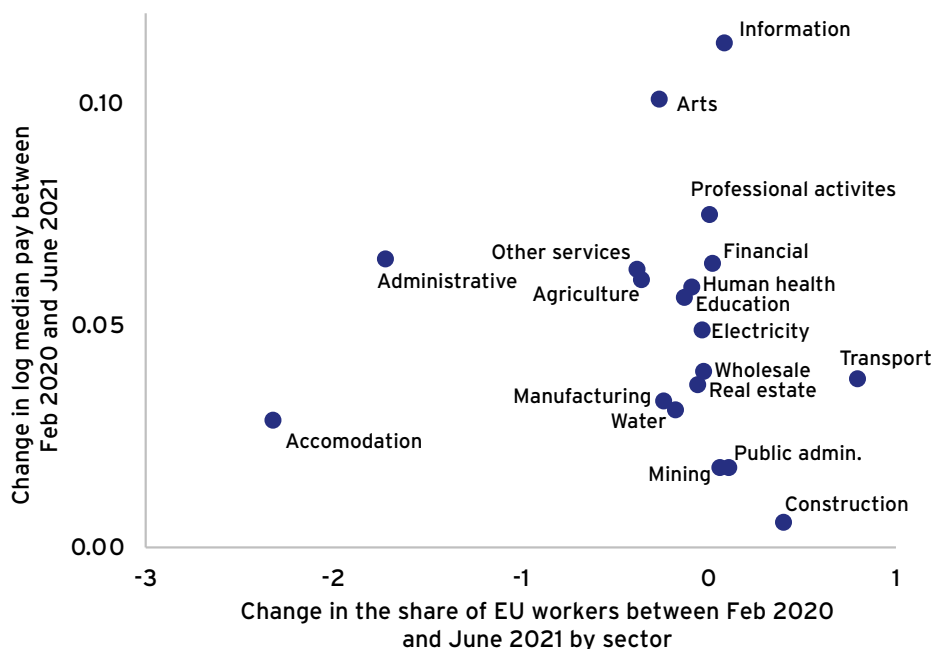 Change in log median pay between
Feb 2020 and June 2021
0.10
0.05
0.00
Information
Arts
Professional activites
Other services
Financial
Administrative
Agriculture
Human health
Education
Electricity
Transport
Wholesale
Real estate
Manufacturing
Water
Accomodation
Public admin.
Mining
Construction
-3
-2
-1
0
1
Change in the share of EU workers between Feb 2020
and June 2021 by sector